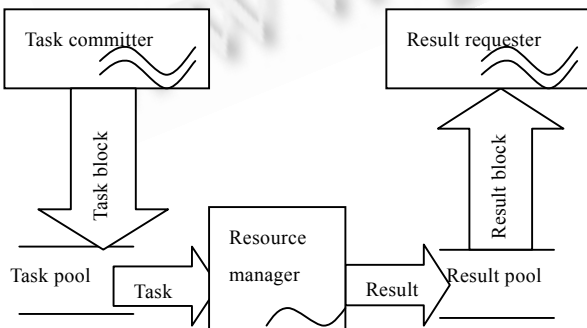 Task committer
Result requester
Task block
Result block
Resource
manager
Task pool
Task
Result
Result pool